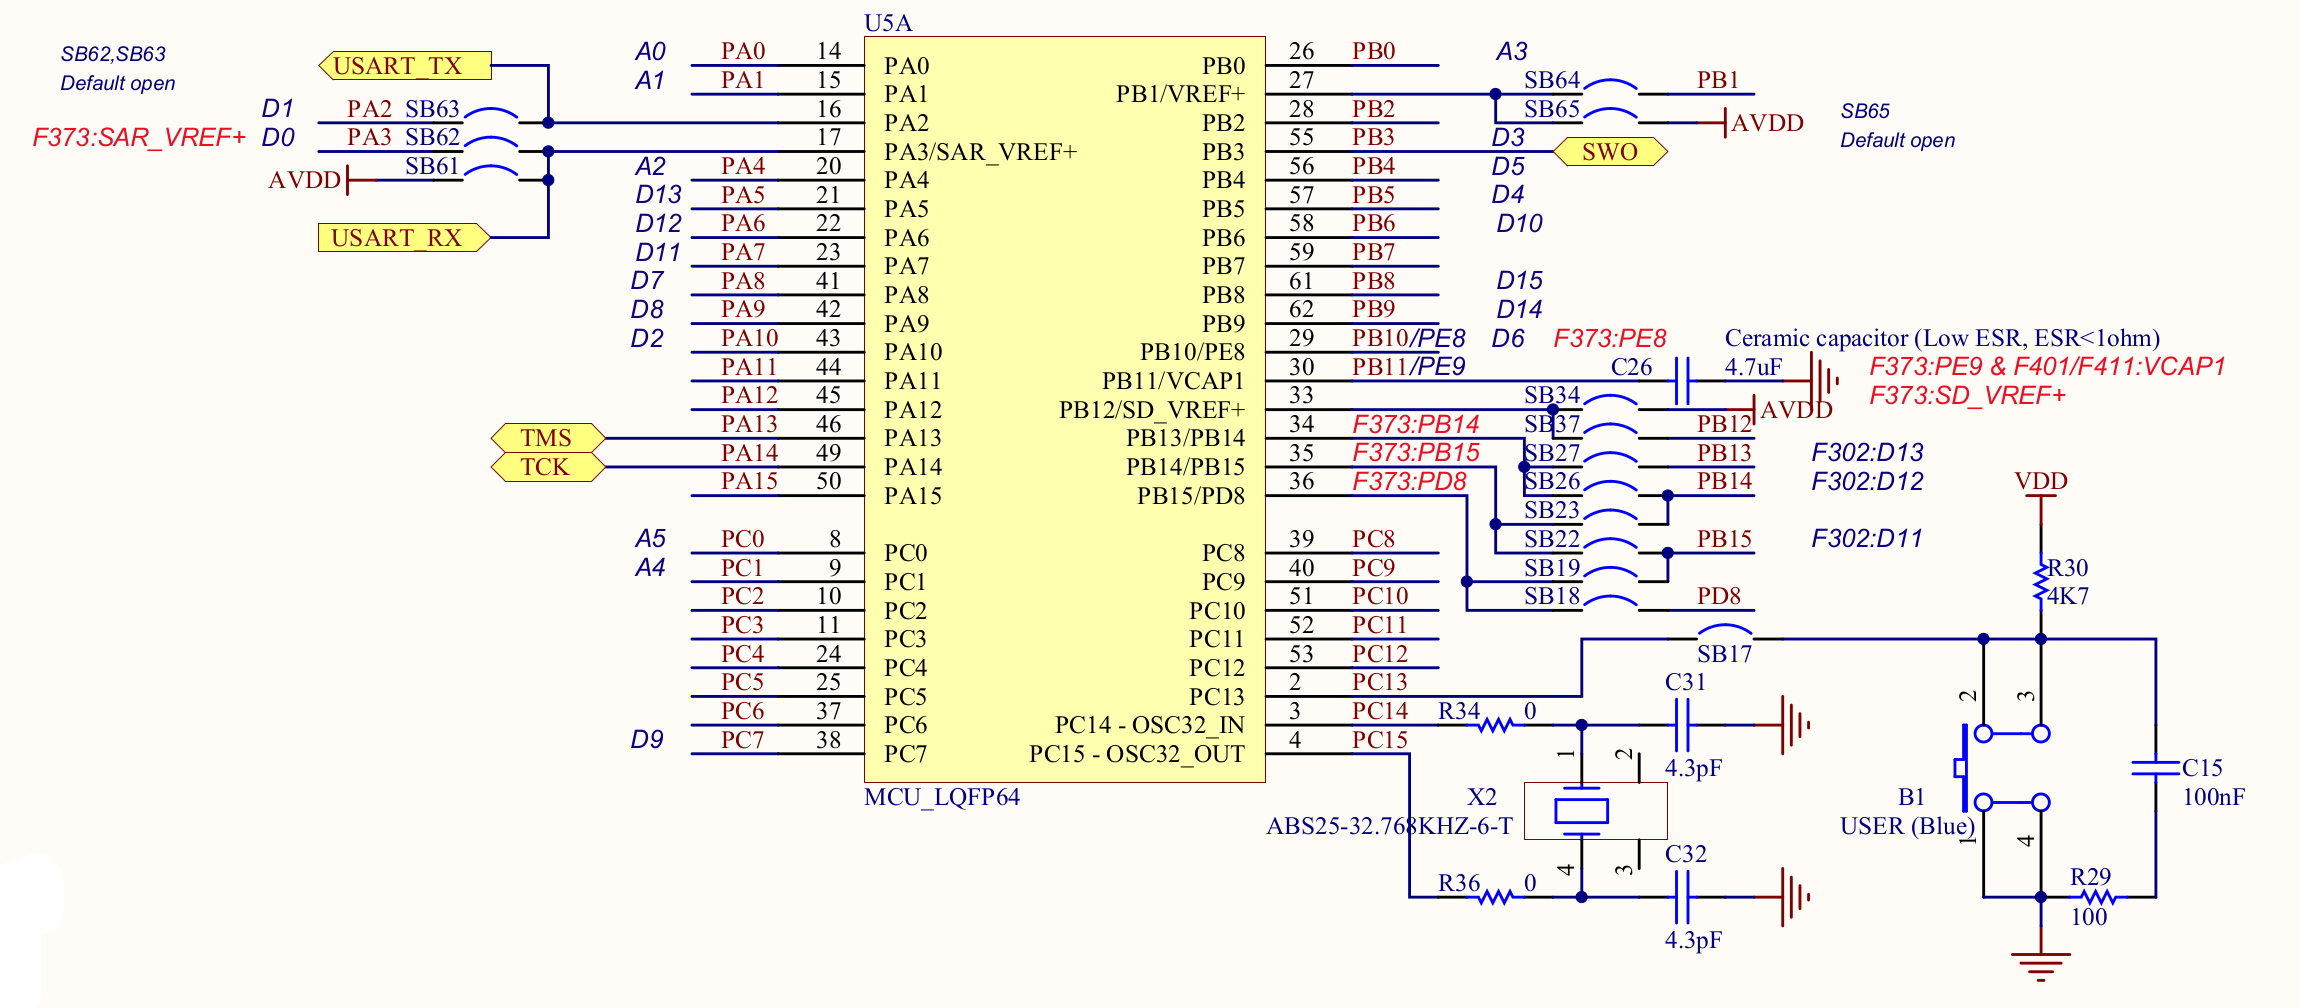 U5A
SB62,SB63
Default open
USART_TX
D1 PA2 SB63
F373:SAR_VREF+ D0 PA3 SB62
AVDD SB61
USART_RX
A0 PA0 14 PA0
A1 PA1 15 PA1
16 PA2
17 PA3/SAR_VREF+
A2 PA4 20 PA4
D13 PA5 21 PA5
D12 PA6 22 PA6
D11 PA7 23 PA7
D7 PA8 41 PA8
D8 PA9 42 PA9
D2 PA10 43 PA10
PA11 44 PA11
PA12 45 PA12
TMS PA13 46 PA13
TCK PA14 49 PA14
PA15 50 PA15
A5 PC0 8 PC0
A4 PC1 9 PC1
PC2 10 PC2
PC3 11 PC3
PC4 24 PC4
PC5 25 PC5
PC6 37 PC6
D9 PC7 38 PC7
MCU_LQFP64
PB0 26 PB0 A3
PB1/VREF+ 27 SB64 PB1
PB2 28 PB2 SB65 AVDD
SB65
Default open
PB3 55 PB3 D3 SWO
PB4 56 PB4 D5
PB5 57 PB5 D4
PB6 58 PB6 D10
PB7 59 PB7
PB8 61 PB8 D15
PB9 62 PB9 D14
PB10/PE8 29 PB10/PE8 D6 F373:PE8 Ceramic capacitor (Low ESR, ESR<1ohm)
PB11/VCAP1 30 PB11/PE9 C26 4.7uF F373:PE9 & F401/F411:VCAP1
PB12/SD_VREF+ 33 SB34 AVDD F373:SD_VREF+
PB13/PB14 34 F373:PB14 SB37 PB12
PB14/PB15 35 F373:PB15 SB27 PB13 F302:D13
PB15/PD8 36 F373:PD8 SB26 PB14 F302:D12
SB23
PC8 39 PC8 SB22 PB15 F302:D11
PC9 40 PC9 SB19
PC10 51 PC10 SB18 PD8
PC11 52 PC11
PC12 53 PC12 SB17
PC13 2 PC13
PC14 - OSC32_IN 3 PC14 R34 0 C31
4.3pF
PC15 - OSC32_OUT 4 PC15
1 2
X2
ABS25-32.768KHZ-6-T
4 3
R36 0 C32
4.3pF
VDD
R30
4K7
2 3
B1
USER (Blue)
1 4
C15
100nF
R29
100